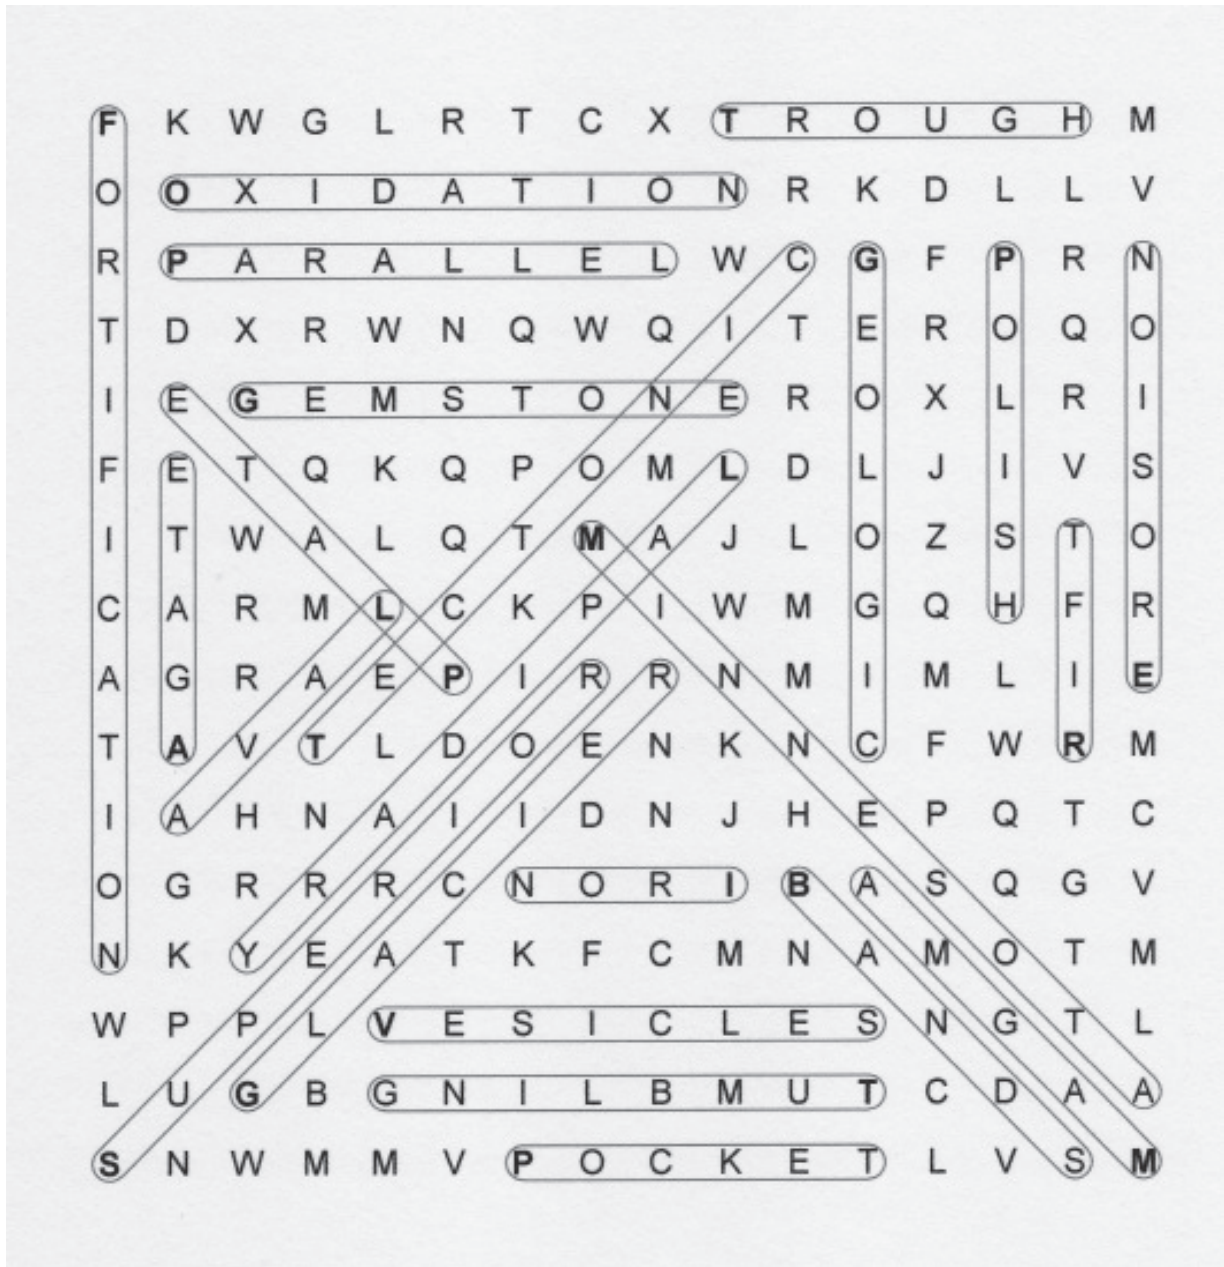 F K W G L R T C X T R O U G H M
O O X I D A T I O N R K D L L V
R P A R A L L E L W C G F P R N
T D X R W N Q W Q I T E R O Q O
I E G E M S T O N E R O X L R I
F E T Q K Q P O M L D L J I V S
I T W A L Q T M A J L O Z S T O
C A R M L C K P I W M G Q H F R
A G R A E P I R R N M I M L I E
T A V T L D O E N K N C F W R M
I A H N A I I D N J H E P Q T C
O G R R R C N O R I B A S Q G V
N K Y E A T K F C M N A M O T M
W P P L V E S I C L E S N G T L
L U G B G N I L B M U T C D A A
S N W M M V P O C K E T L V S M